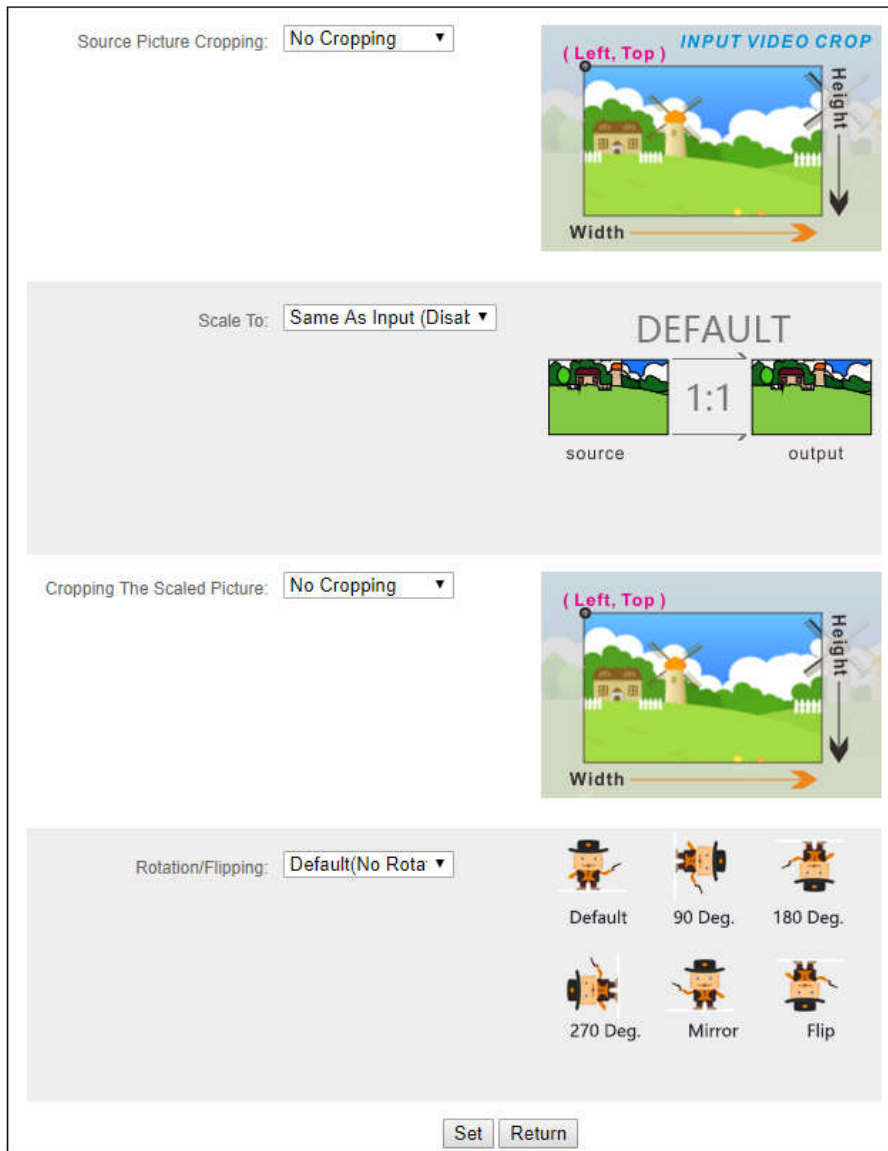 Source Picture Cropping: No Cropping
INPUT VIDEO CROP
( Left, Top )
Height
Width
Scale To: Same As Input (Disat
DEFAULT
1:1
source output
Cropping The Scaled Picture: No Cropping
( Left, Top )
Height
Width
Rotation/Flipping: Default(No Rota
Default 90 Deg. 180 Deg.
270 Deg. Mirror Flip
Set Return